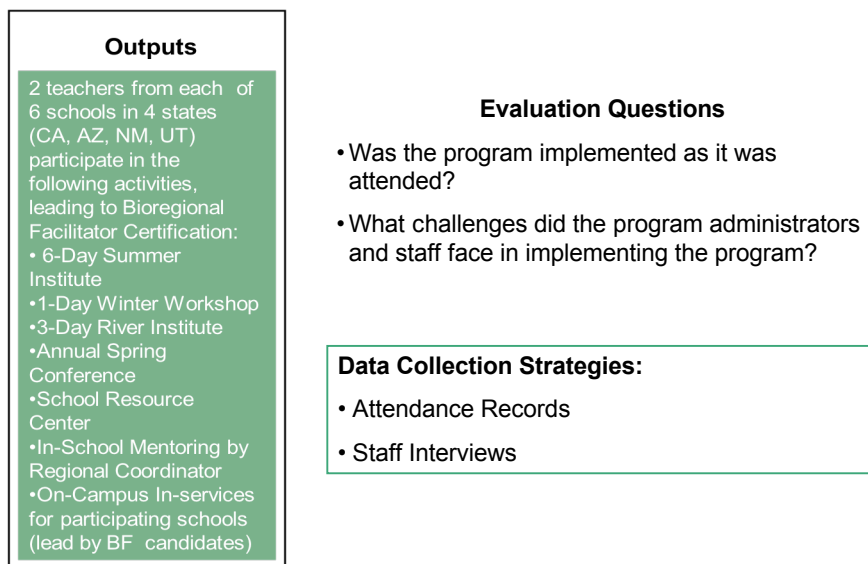 Outputs
2 teachers from each of
6 schools in 4 states
(CA, AZ, NM, UT)
participate in the
following activities,
leading to Bioregional
Facilitator Certification:
• 6-Day Summer
Institute
•1-Day Winter Workshop
•3-Day River Institute
•Annual Spring
Conference
•School Resource
Center
•In-School Mentoring by
Regional Coordinator
•On-Campus In-services
for participating schools
(lead by BF candidates)
Evaluation Questions
• Was the program implemented as it was
attended?
• What challenges did the program administrators
and staff face in implementing the program?
Data Collection Strategies:
• Attendance Records
• Staff Interviews